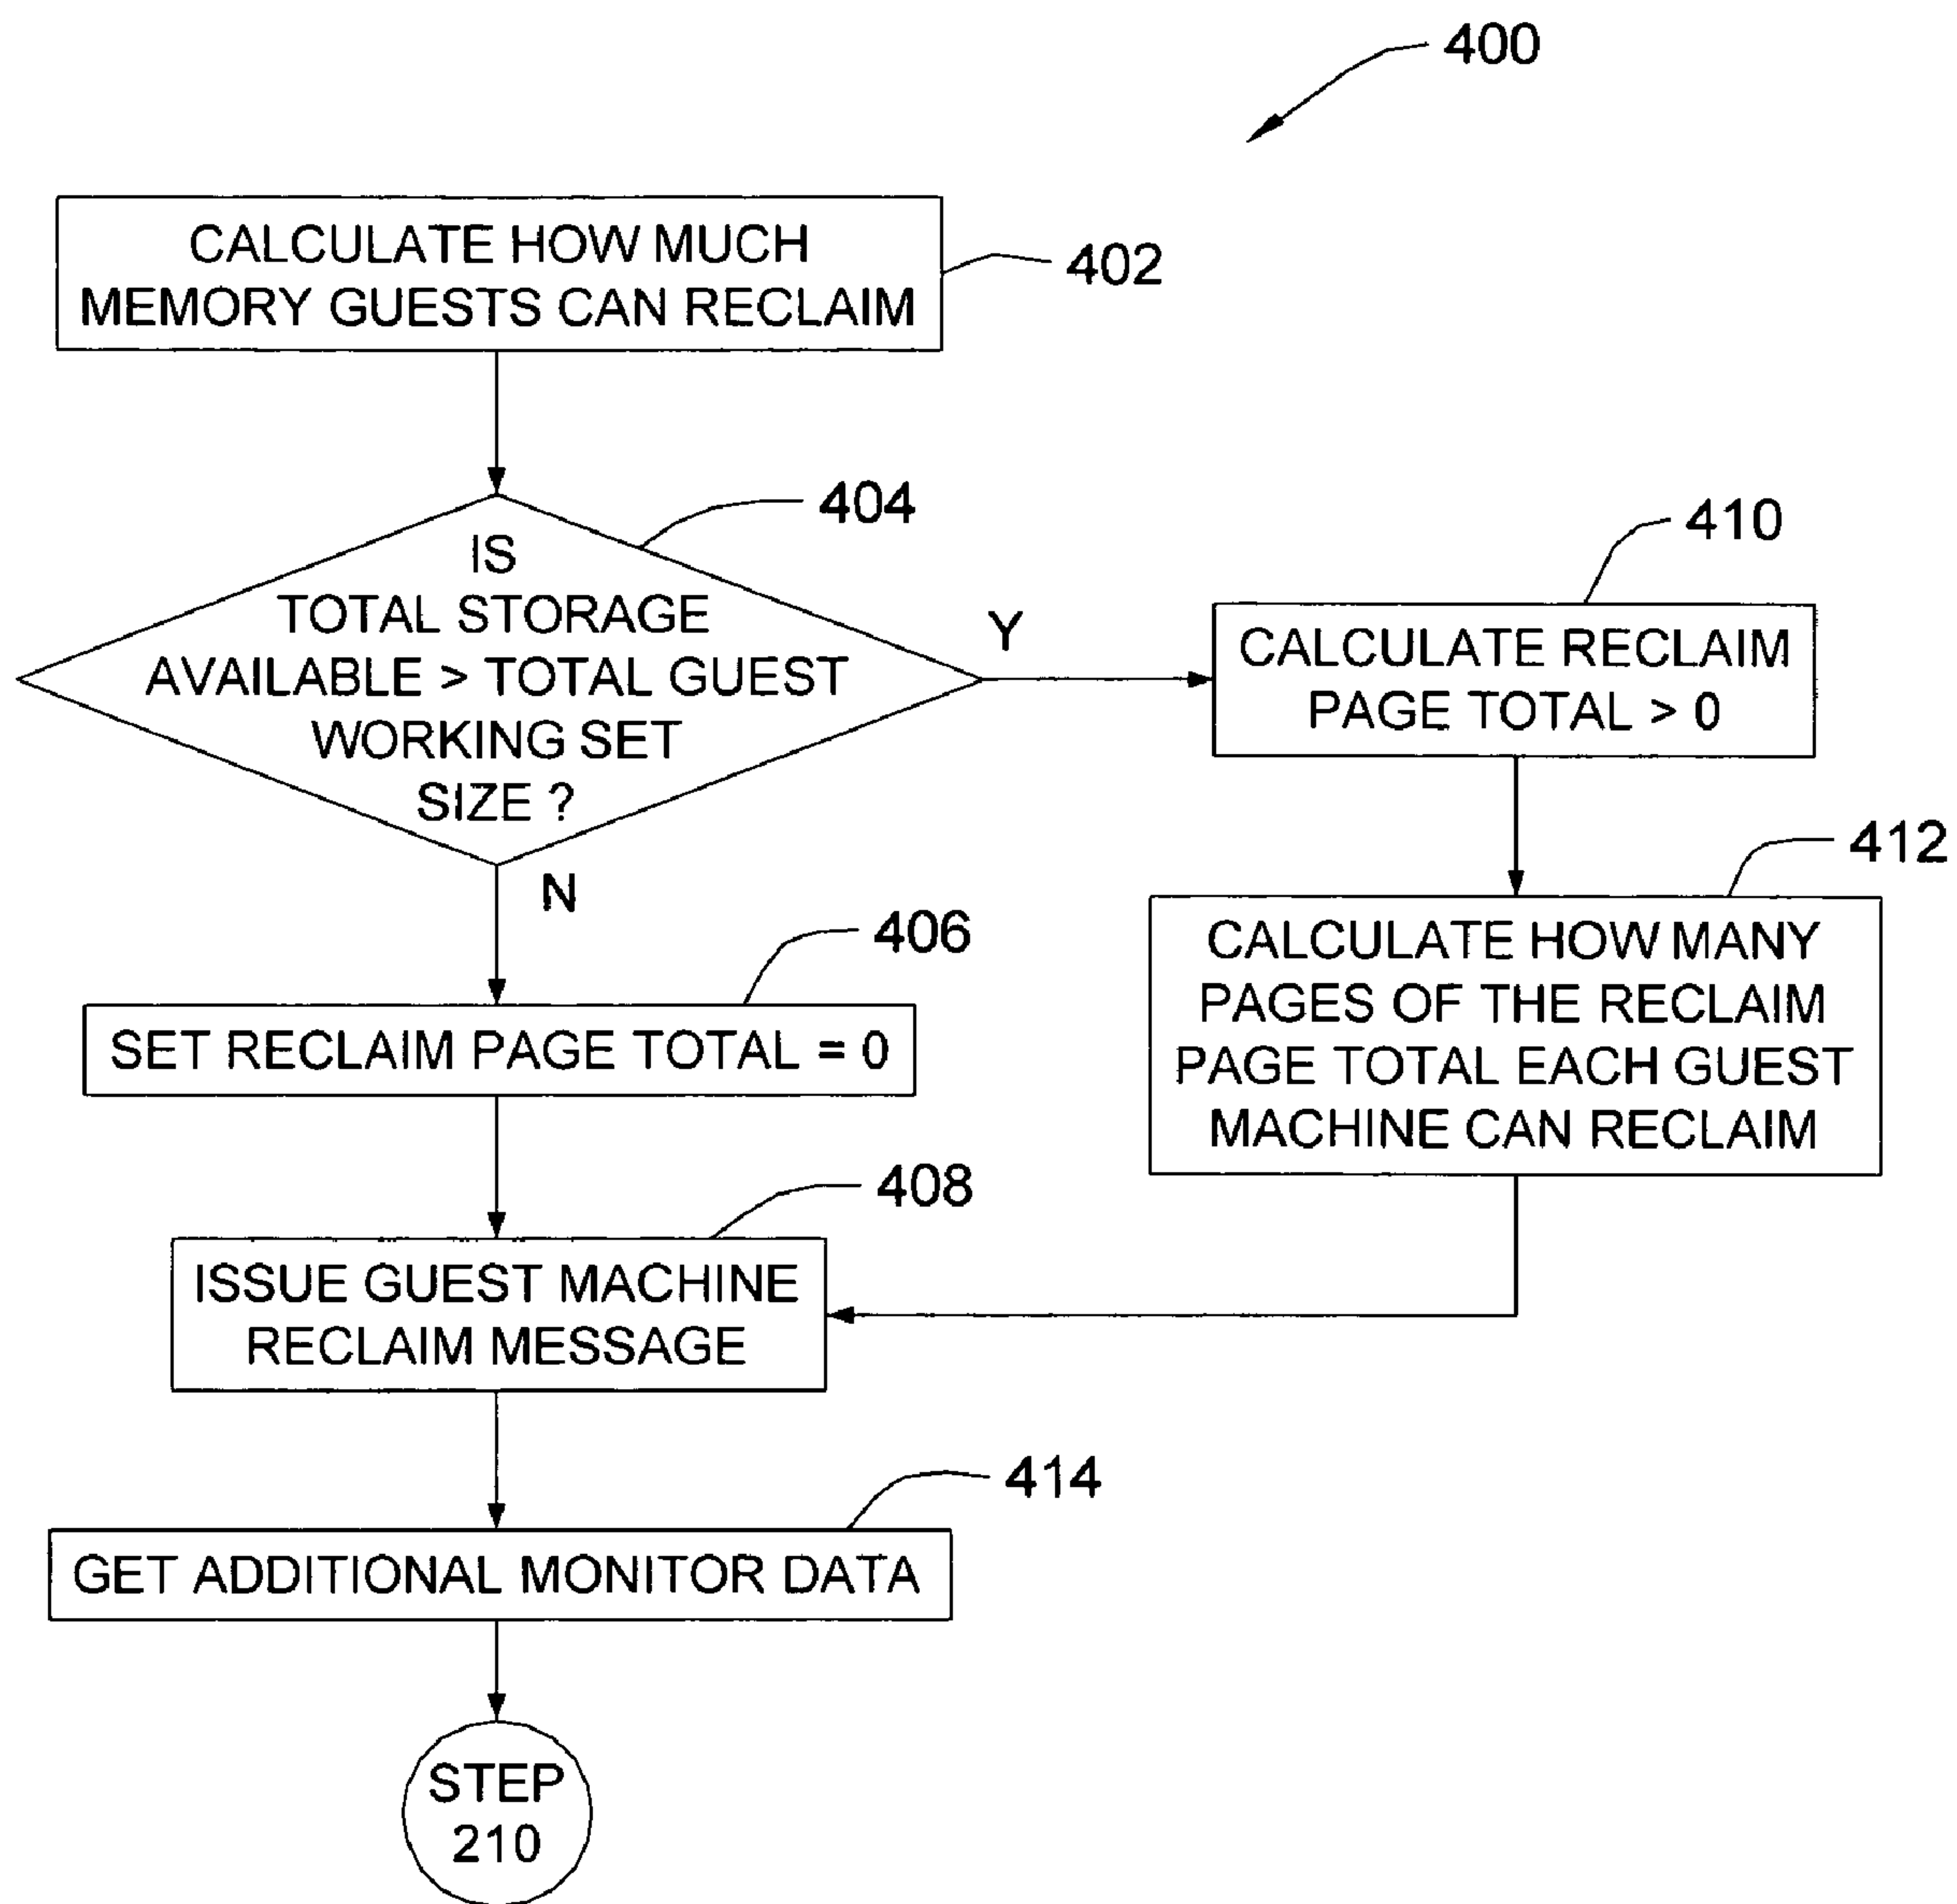 400
CALCULATE HOW MUCH
MEMORY GUESTS CAN RECLAIM
402
404
IS
TOTAL STORAGE
AVAILABLE > TOTAL GUEST
WORKING SET
SIZE ?
Y
N
410
CALCULATE RECLAIM
PAGE TOTAL > 0
412
CALCULATE HOW MANY
PAGES OF THE RECLAIM
PAGE TOTAL EACH GUEST
MACHINE CAN RECLAIM
406
SET RECLAIM PAGE TOTAL = 0
408
ISSUE GUEST MACHINE
RECLAIM MESSAGE
414
GET ADDITIONAL MONITOR DATA
STEP
210